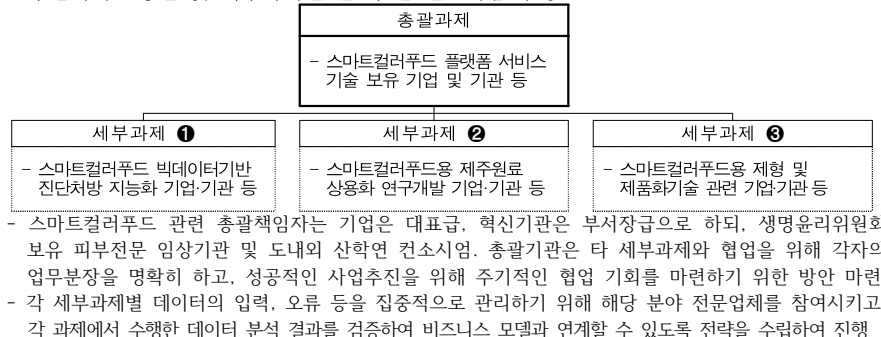 총괄과제
- 스마트컬러푸드 플랫폼 서비스
기술 보유 기업 및 기관 등
세부과제 ❶
- 스마트컬러푸드 빅데이터기반
진단처방 지능화 기업·기관 등
세부과제 ❷
- 스마트컬러푸드용 제주원료
상용화 연구개발 기업·기관 등
세부과제 ❸
- 스마트컬러푸드용 제형 및
제품화기술 관련 기업·기관 등
- 스마트컬러푸드 관련 총괄책임자는 기업은 대표급, 혁신기관은 부서장급으로 하되, 생명윤리위원회
보유 피부전문 임상기관 및 도내외 산학연 컨소시엄. 총괄기관은 타 세부과제와 협업을 위해 각자의
업무분장을 명확히 하고, 성공적인 사업추진을 위해 주기적인 협업 기회를 마련하기 위한 방안 마련
- 각 세부과제별 데이터의 입력, 오류 등을 집중적으로 관리하기 위해 해당 분야 전문업체를 참여시키고
각 과제에서 수행한 데이터 분석 결과를 검증하여 비즈니스 모델과 연계할 수 있도록 전략을 수립하여 진행